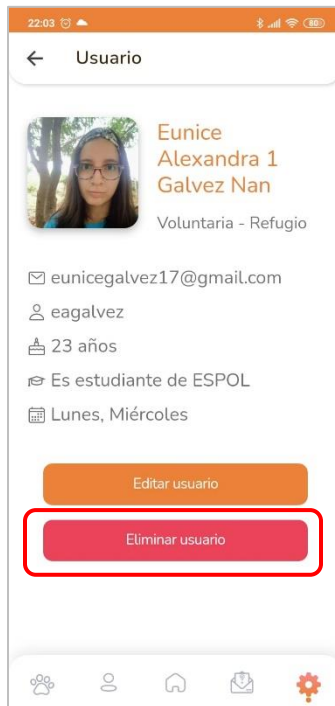 22:03
80
Usuario
Eunice
Alexandra 1
Galvez Nan
Voluntaria - Refugio
eunicegalvez17@gmail.com
eagalvez
23 años
Es estudiante de ESPOL
Lunes, Miércoles
Editar usuario
Eliminar usuario